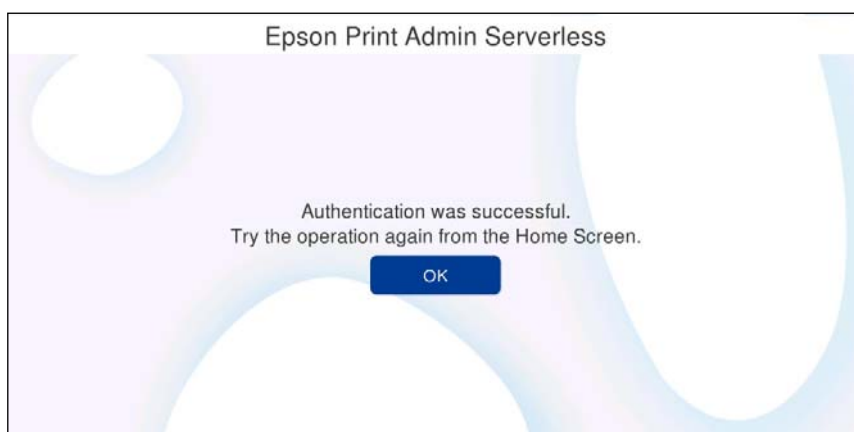 Epson Print Admin Serverless
Authentication was successful.
Try the operation again from the Home Screen.
OK